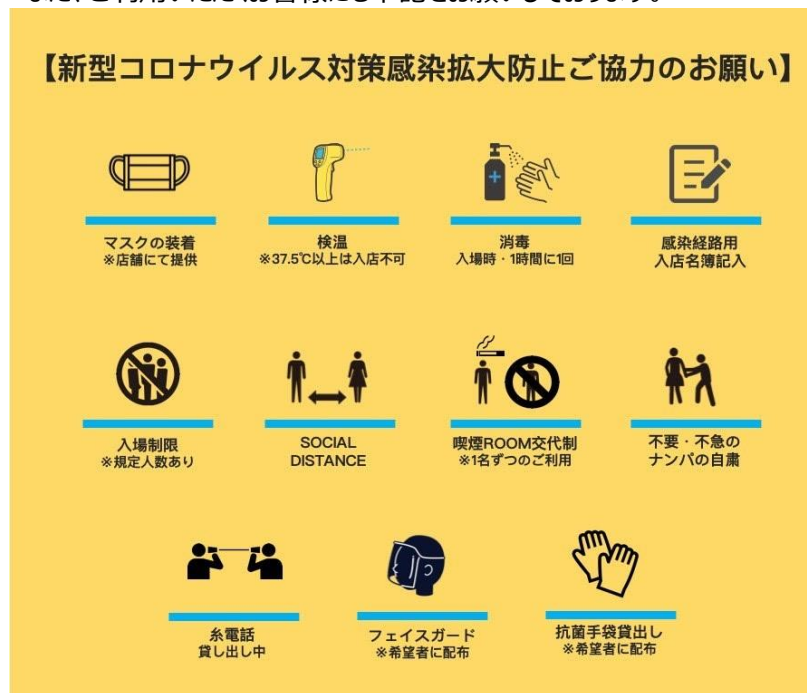 【新型コロナウイルス対策感染拡大防止ご協力のお願い】
マスクの装着
※店舗にて提供
検温
※37.5℃以上は入店不可
消毒
入場時・1時間に1回
感染経路用
入店名簿記入
入場制限
※規定人数あり
SOCIAL
DISTANCE
喫煙ROOM交代制
※1名ずつのご利用
不要・不急の
ナンパの自粛
糸電話
貸し出し中
フェイスガード
※希望者に配布
抗菌手袋貸出し
※希望者に配布